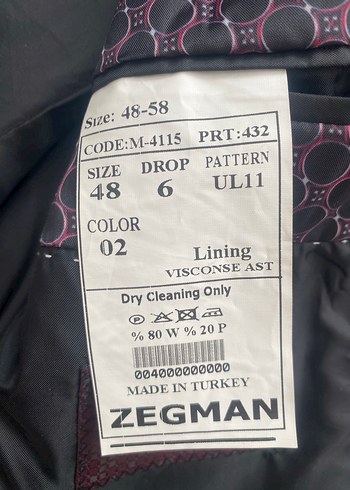 Size: 48-58
CODE:M-4115 PRT:432
SIZE DROP PATTERN
48 6 UL11
COLOR
02
Lining
VISCONSE AST
Dry Cleaning Only
% 80 W % 20 P
004000000000
MADE IN TURKEY
ZEGMAN